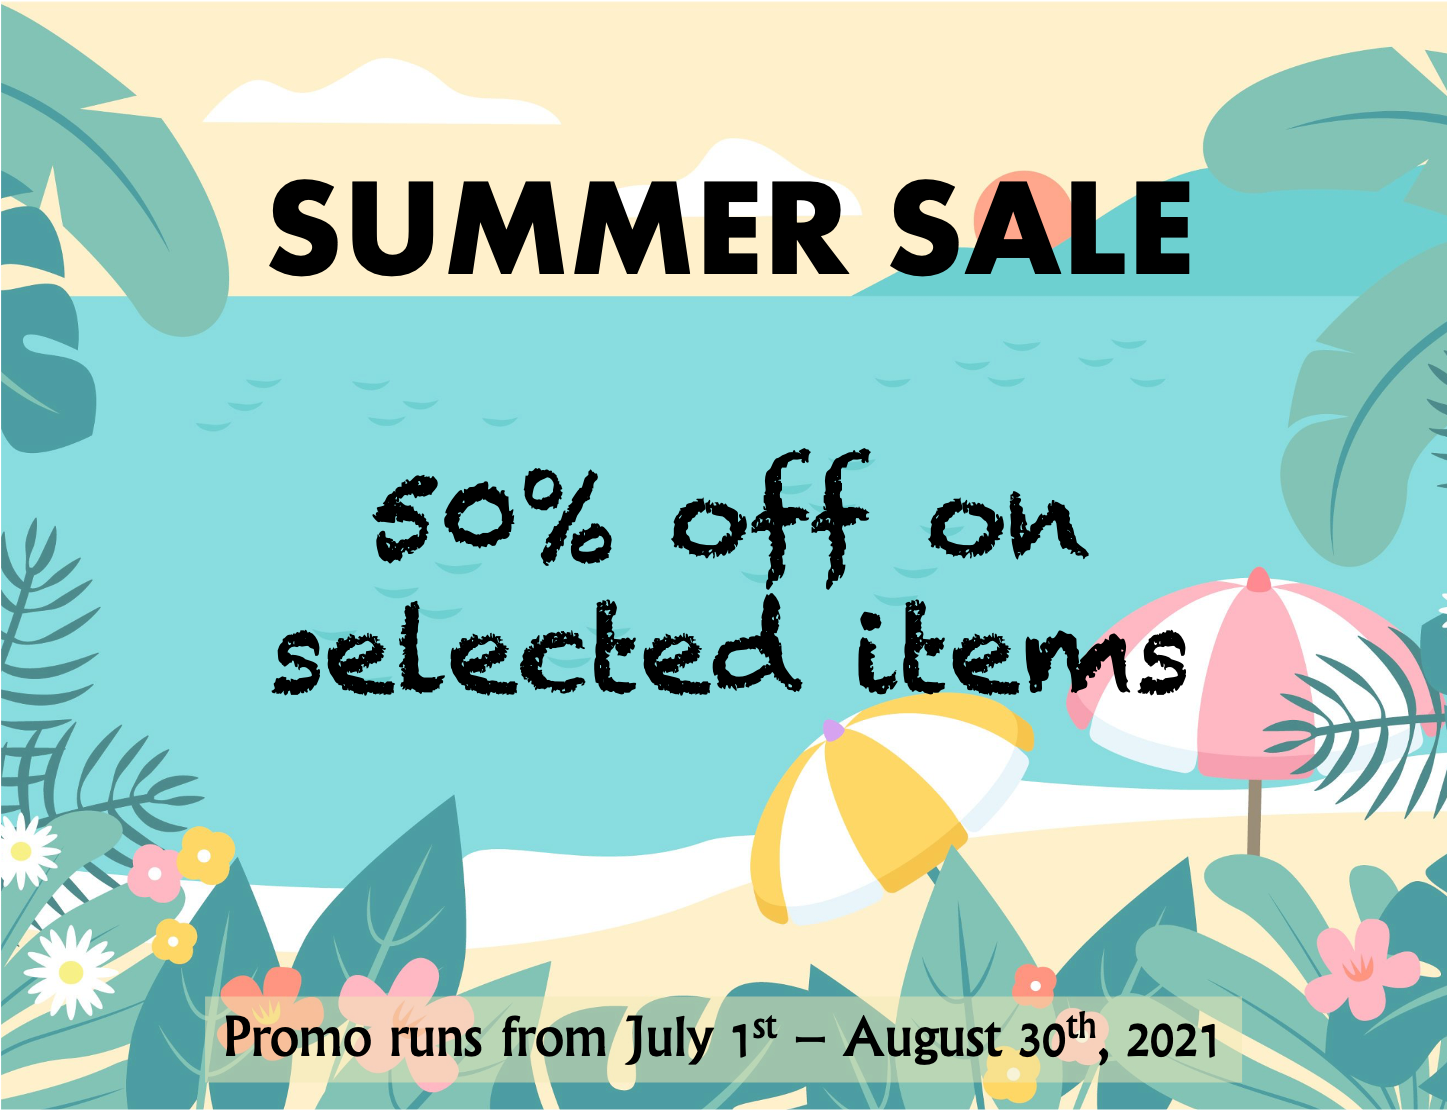 SUMMER SALE
50% off on
selected items
Promo runs from July 1st – August 30th, 2021